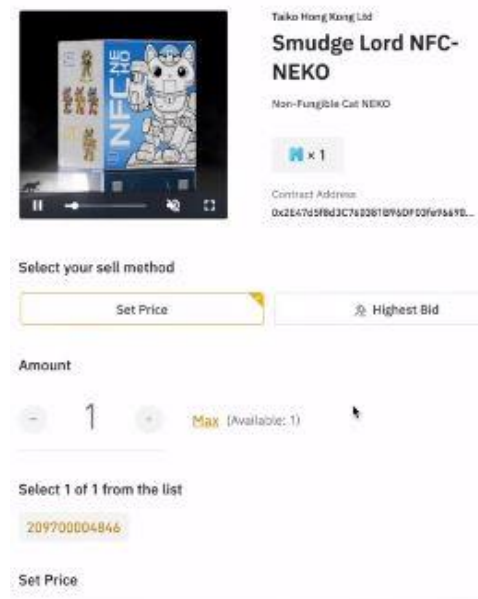 Taiko Hong Kong Ltd
Smudge Lord NFC-
NEKO
Non-Fungible Cat NEKO
× 1
Contract Address
NFC
NEKO
Select your sell method
Set Price
Highest Bid
Amount
1
Max (Available: 1)
Select 1 of 1 from the list
209700004846
Set Price